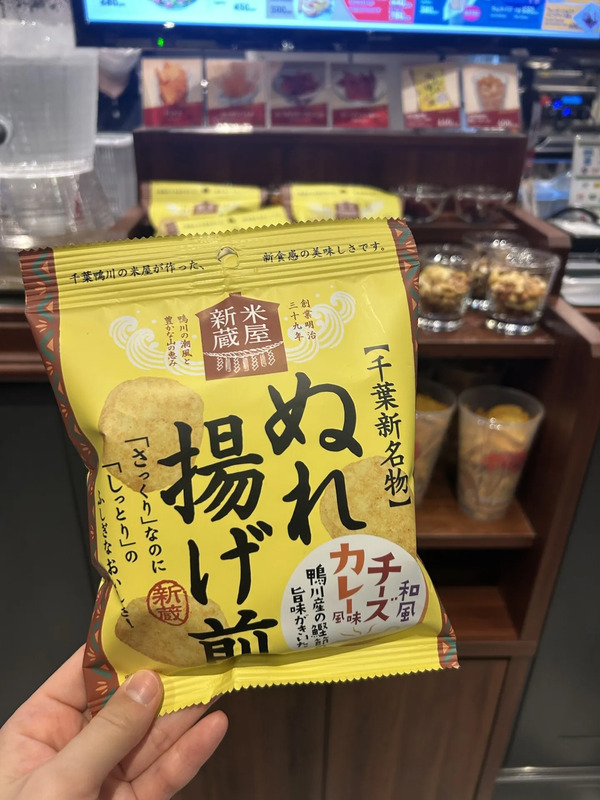 千葉鴨川の米屋が作った、
新食感の美味しさです。
創業明治
三十九年
米屋
新蔵
鴨川の潮風と
豊かな山の恵み
【千葉新名物】
ぬれ
揚げ煎
「さっくり」なのに
「しっとり」の
ふしぎなおいしさ!
新蔵
和風
チーズ
カレー
風味
鴨川産の鰹節
旨味がきいた